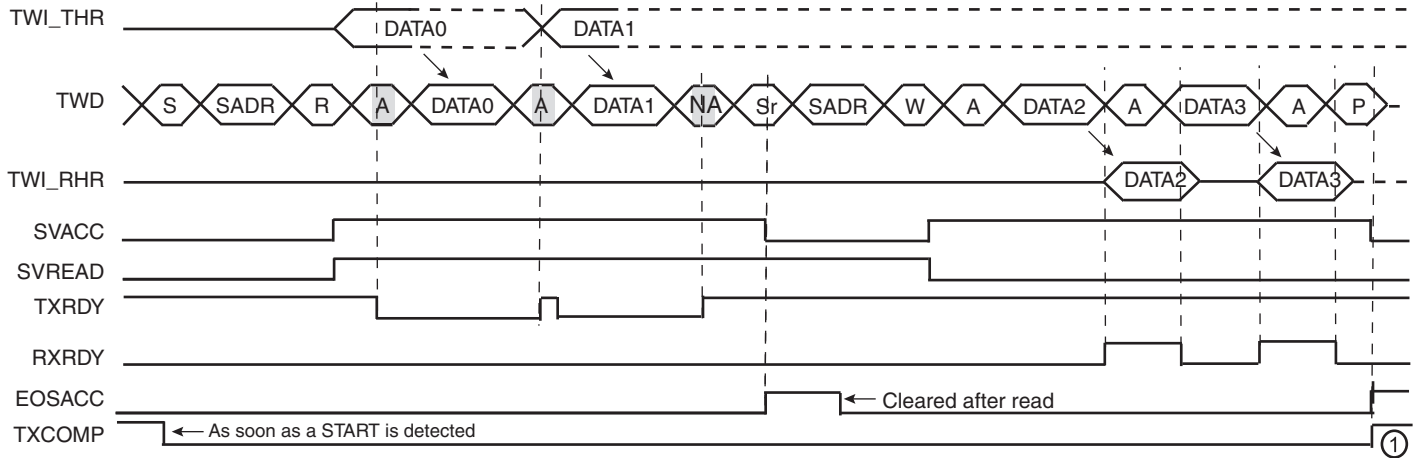 TWI_THR DATA0 DATA1
TWD S SADR R A DATA0 A DATA1 NA Sr SADR W A DATA2 A DATA3 A P
TWI_RHR DATA2 DATA3
SVACC
SVREAD
TXRDY
RXRDY
EOSACC Cleared after read
TXCOMP As soon as a START is detected 1